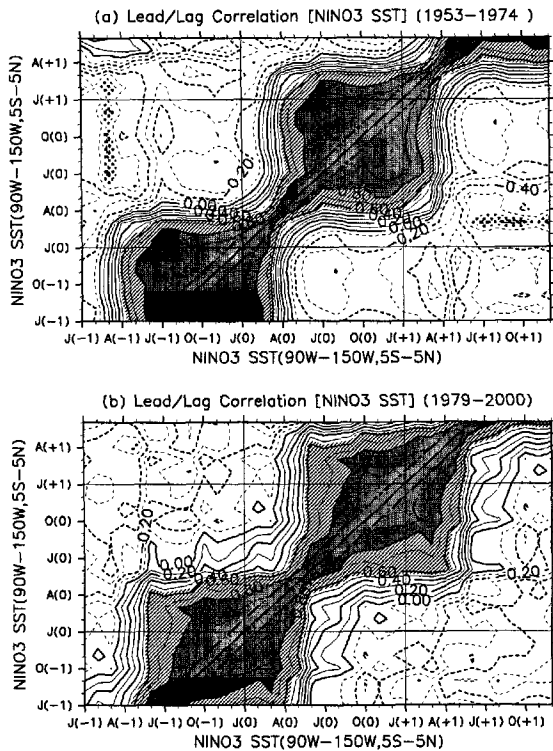 (a) Lead/Lag Correlation [NINO3 SST] (1953-1974 )
NINO3 SST(90W-150W,5S-5N)
A(+1)
J(+1)
O(0)
J(0)
A(0)
J(0)
O(-1)
J(-1)
-0.20
-0.40
0.00
0.20
J(-1) A(-1) J(-1) O(-1) J(0) A(0) J(0) O(0) J(+1) A(+1) J(+1) O(+1)
NINO3 SST(90W-150W,5S-5N)
(b) Lead/Lag Correlation [NINO3 SST] (1979-2000)
NINO3 SST(90W-150W,5S-5N)
A(+1)
J(+1)
O(0)
J(0)
A(0)
J(0)
O(-1)
J(-1)
-0.20
0.00
0.20
0.60
0.40
0.20
0.00
-0.20
J(-1) A(-1) J(-1) O(-1) J(0) A(0) J(0) O(0) J(+1) A(+1) J(+1) O(+1)
NINO3 SST(90W-150W,5S-5N)